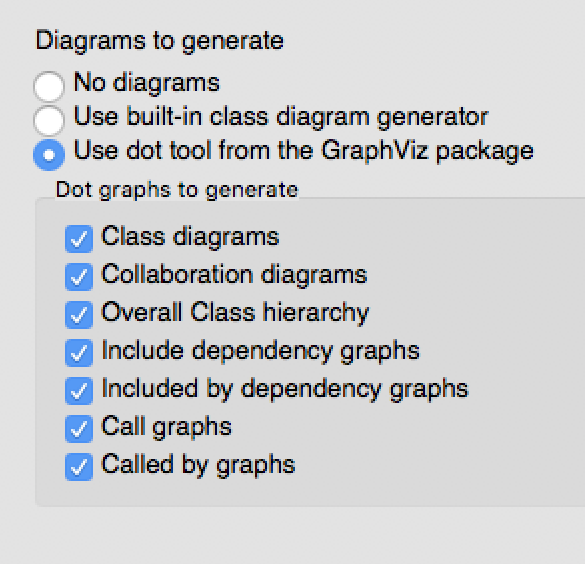 Diagrams to generate
No diagrams
Use built-in class diagram generator
Use dot tool from the GraphViz package
Dot graphs to generate
Class diagrams
Collaboration diagrams
Overall Class hierarchy
Include dependency graphs
Included by dependency graphs
Call graphs
Called by graphs